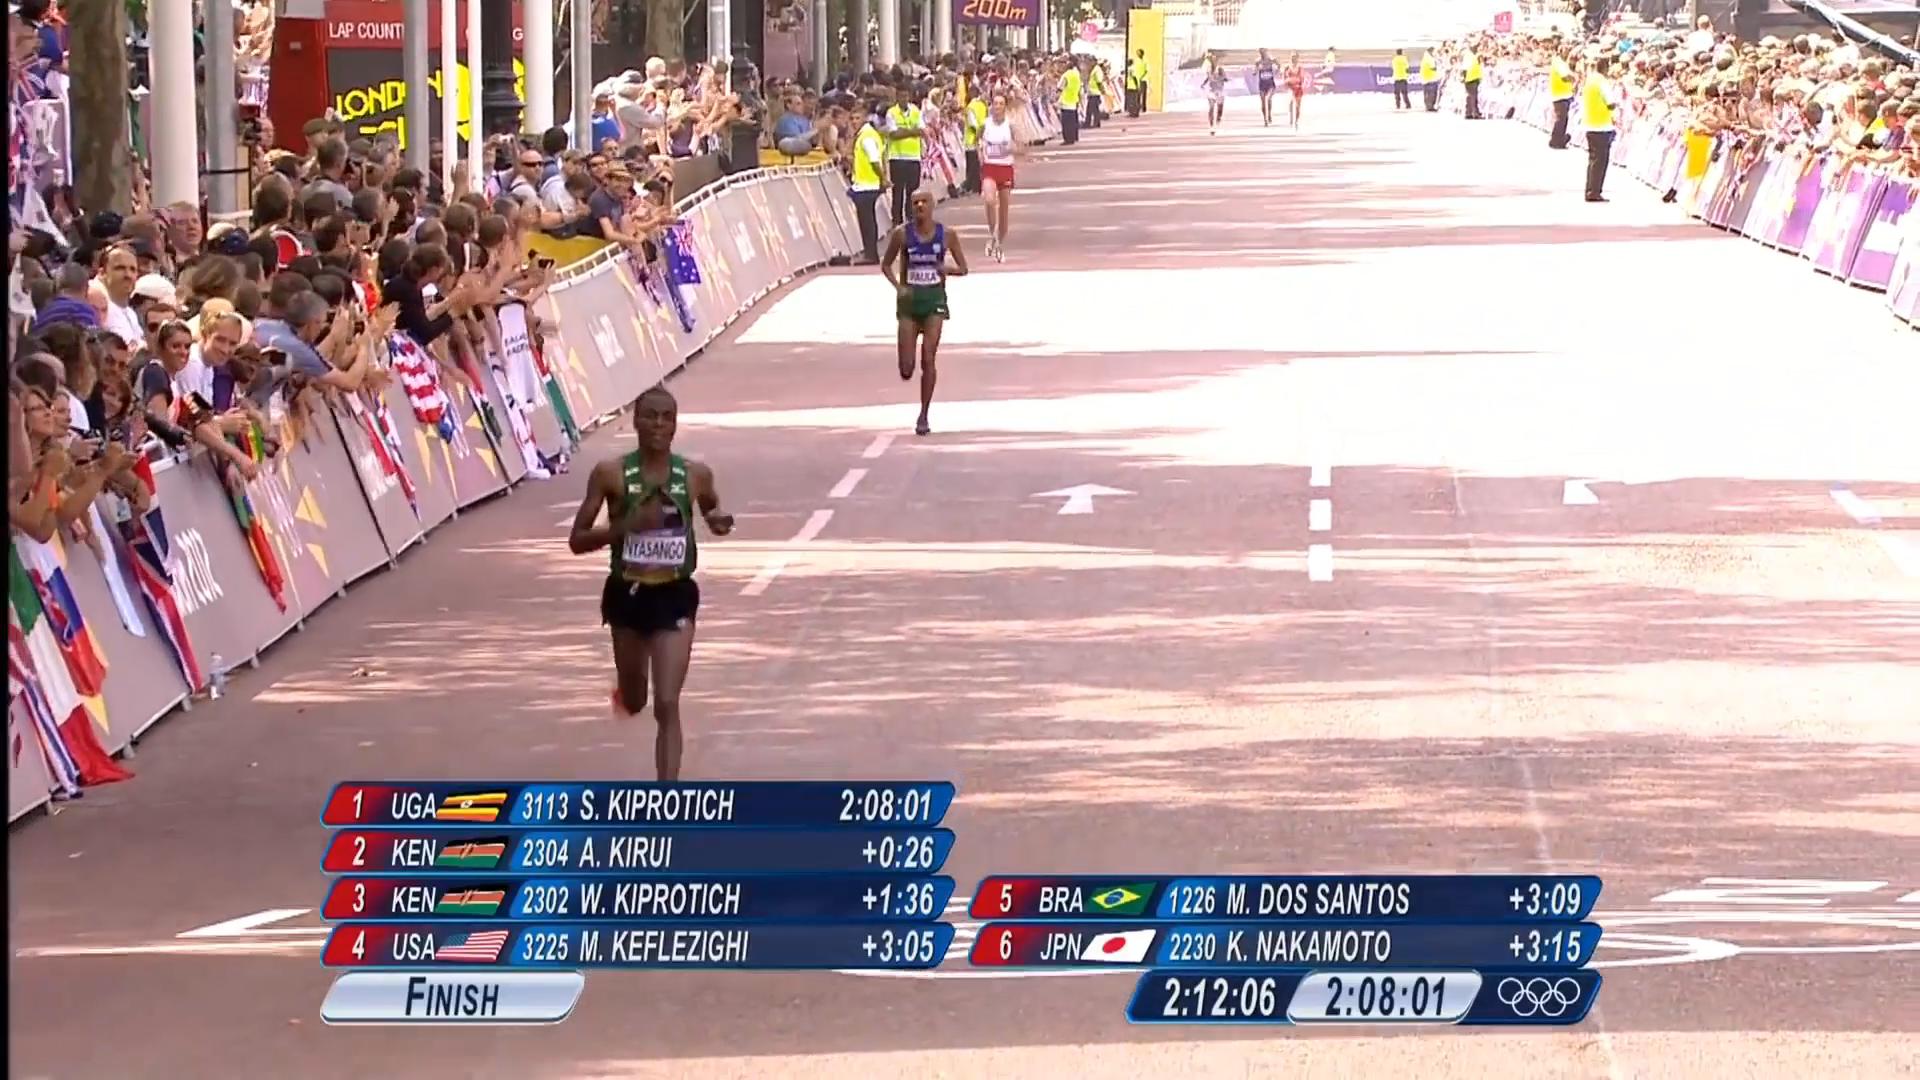 200m
LAP COUNT
LONDON
PAULA
NYASANGO
1 UGA 3113 S. KIPROTICH 2:08:01
2 KEN 2304 A. KIRUI +0:26
3 KEN 2302 W. KIPROTICH +1:36
4 USA 3225 M. KEFLEZIGHI +3:05
5 BRA 1226 M. DOS SANTOS +3:09
6 JPN 2230 K. NAKAMOTO +3:15
FINISH
2:12:06 2:08:01